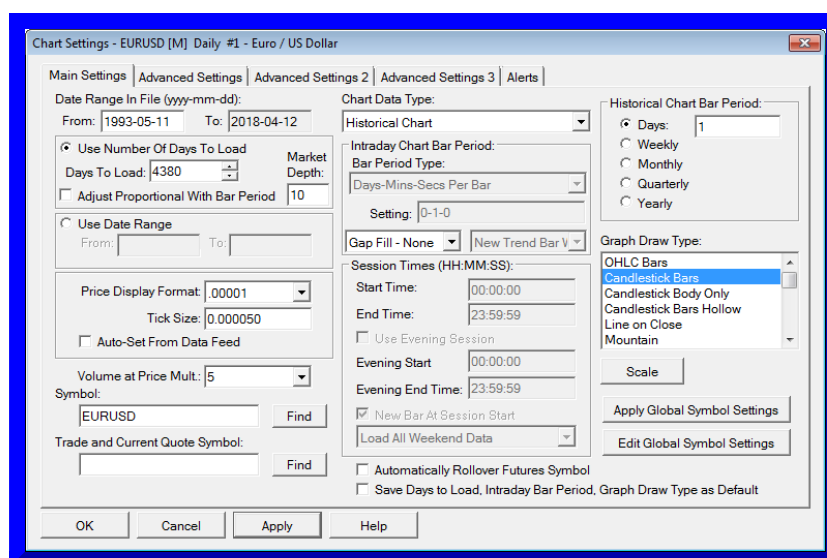 Chart Settings - EURUSD [M]  Daily  #1 - Euro / US Dollar
Main Settings
Advanced Settings
Advanced Settings 2
Advanced Settings 3
Alerts
Date Range In File (yyy-mm-dd):
From: 1993-05-11 To: 2018-04-12
Use Number Of Days To Load
Days To Load: 4380
Market Depth:
10
Adjust Proportional With Bar Period
Use Date Range
From: To:
Price Display Format: .00001
Tick Size: 0.000050
Auto-Set From Data Feed
Volume at Price Mult.: 5
Symbol:
EURUSD Find
Trade and Current Quote Symbol:
Find
Chart Data Type:
Historical Chart
Intraday Chart Bar Period:
Bar Period Type:
Days-Mins-Secs Per Bar
Setting: 0-1-0
Gap Fill - None
New Trend Bar
Session Times (HH:MM:SS):
Start Time: 00:00:00
End Time: 23:59:59
Use Evening Session
Evening Start 00:00:00
Evening End Time: 23:59:59
New Bar At Session Start
Load All Weekend Data
Automatically Rollover Futures Symbol
Save Days to Load, Intraday Bar Period, Graph Draw Type as Default
Historical Chart Bar Period:
Days: 1
Weekly
Monthly
Quarterly
Yearly
Graph Draw Type:
OHLC Bars
Candlestick Bars
Candlestick Body Only
Candlestick Bars Hollow
Line on Close
Mountain
Scale
Apply Global Symbol Settings
Edit Global Symbol Settings
OK
Cancel
Apply
Help